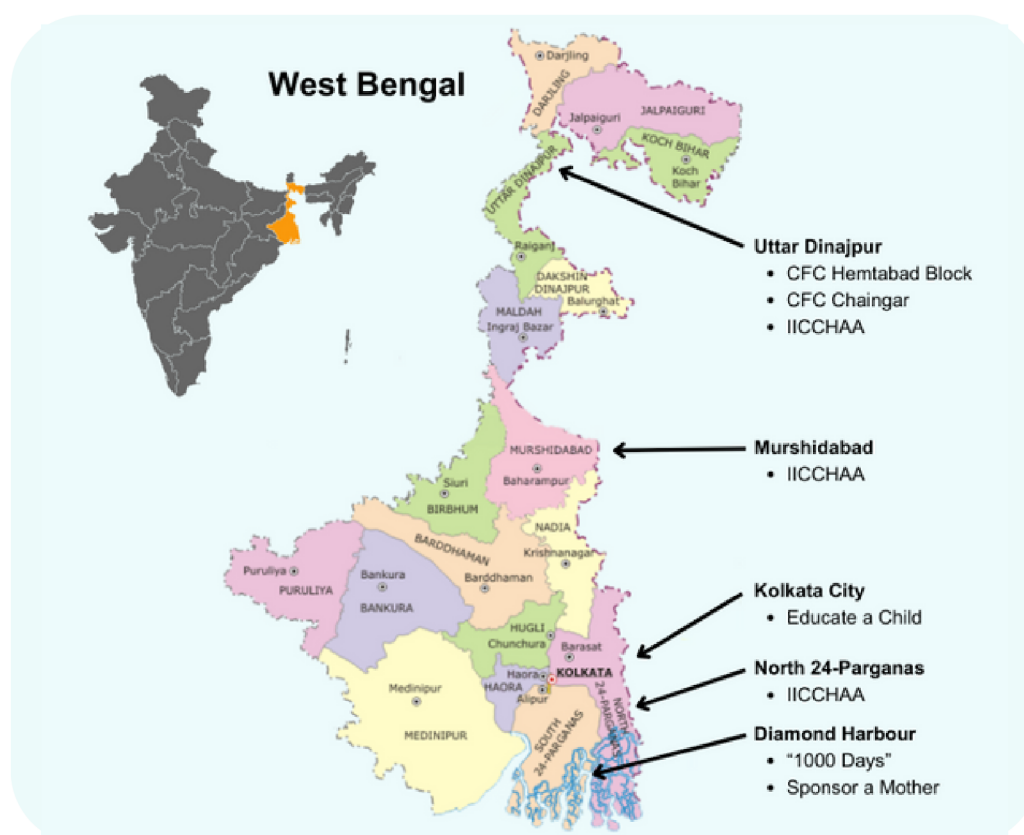 West Bengal
Darjling
DARJLING
JALPAIGURI
Jalpaiguri
KOCH BIHAR
Koch
Bihar
UTTAR DINAJPUR
Raiganj
DAKSHIN
DINAJPUR
Balurghat
MALDAH
Ingraj Bazar
Uttar Dinajpur
• CFC Hemtabad Block
• CFC Chaingar
• IICCHAA
MURSHIDABAD
Baharampur
Murshidabad
• IICCHAA
Siuri
BIRBHUM
NADIA
Krishnanagar
BARDDHAMAN
Barddhaman
Puruliya
PURULIYA
Bankura
BANKURA
HUGLI
Chunchura
Barasat
Haora
HAORA
KOLKATA
Alipur
Medinipur
MEDINIPUR
SOUTH
24-PARGANAS
NORTH
24-PARGANAS
Kolkata City
• Educate a Child
North 24-Parganas
• IICCHAA
Diamond Harbour
• “1000 Days”
• Sponsor a Mother